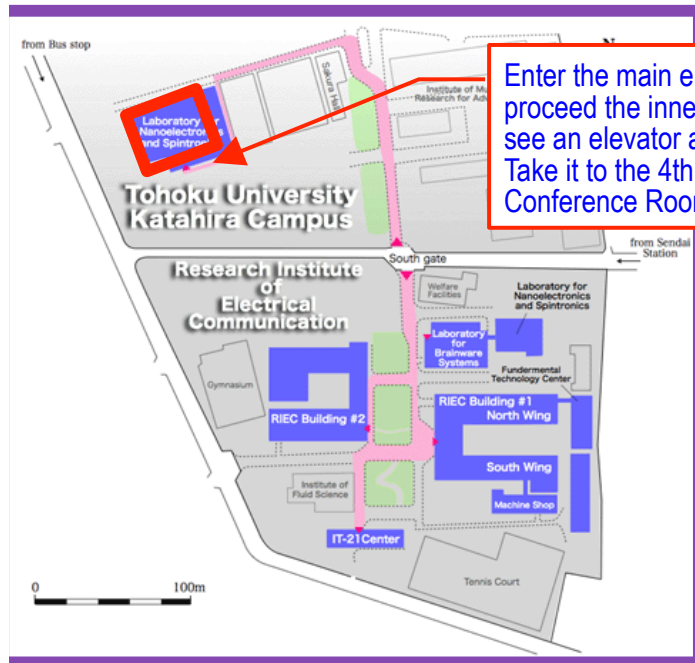 from Bus stop
N
Sakura Hall
Institute of Mu
Research for Adv
Enter the main e
proceed the inne
see an elevator a
Take it to the 4th
Conference Roor
Laboratory for
Nanoelectronics
and Spintronics
Tohoku University
Katahira Campus
from Sendai
Station
South gate
Research Institute
of
Electrical
Communication
Welfare
Facilities
Laboratory for
Nanoelectronics
and Spintronics
Laboratory
for
Brainware
Systems
Fundermental
Technology Center
Gymnasium
RIEC Building #2
RIEC Building #1
North Wing
South Wing
Institute of
Fluid Science
Machine Shop
IT-21Center
Tennis Court
0
100m